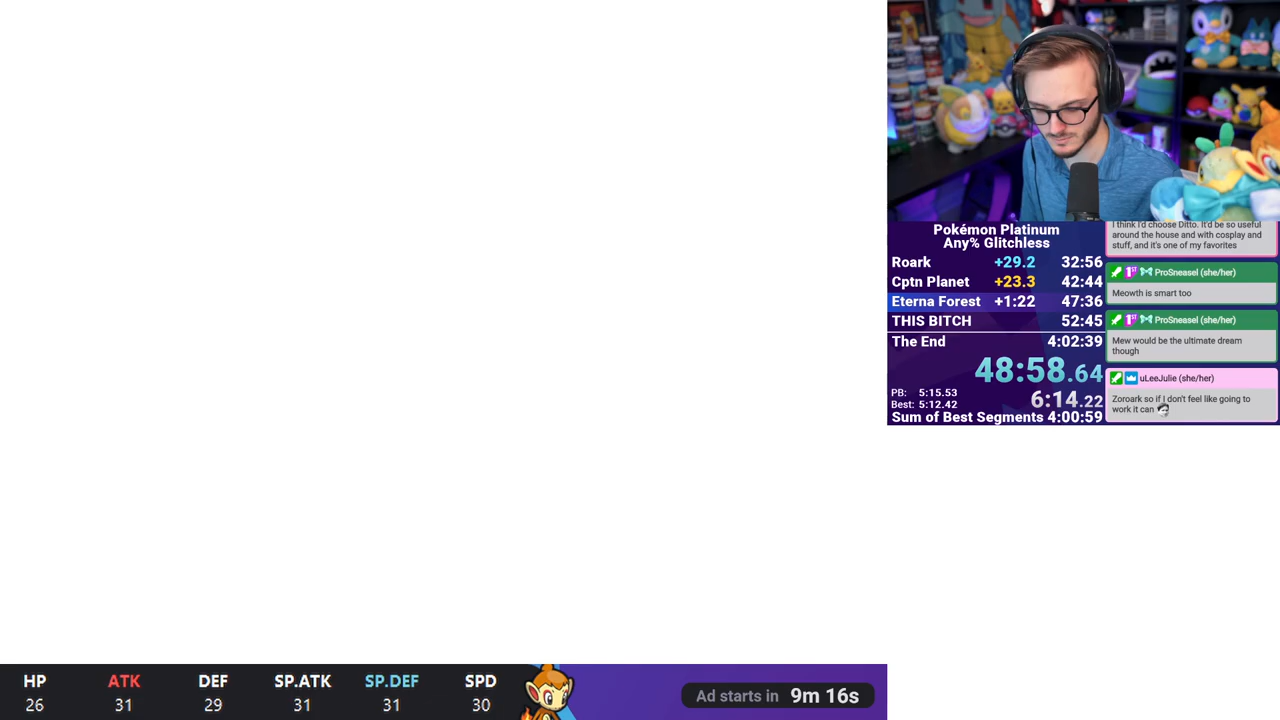 Pokémon Platinum
Any% Glitchless
Roark +29.2 32:56
Cptn Planet +23.3 42:44
Eterna Forest +1:22 47:36
THIS BITCH 52:45
The End 4:02:39
48:58.64
PB: 5:15.53
Best: 5:12.42
6:14.22
Sum of Best Segments 4:00:59
I think I'd choose Ditto. It'd be so useful
around the house and with cosplay and
stuff, and it's one of my favorites
1ST ProSneasel (she/her)
Meowth is smart too
1ST ProSneasel (she/her)
Mew would be the ultimate dream
though
uLeeJulie (she/her)
Zoroark so if I don't feel like going to
work it can
HP ATK DEF SP.ATK SP.DEF SPD
26 31 29 31 31 30
Ad starts in 9m 16s